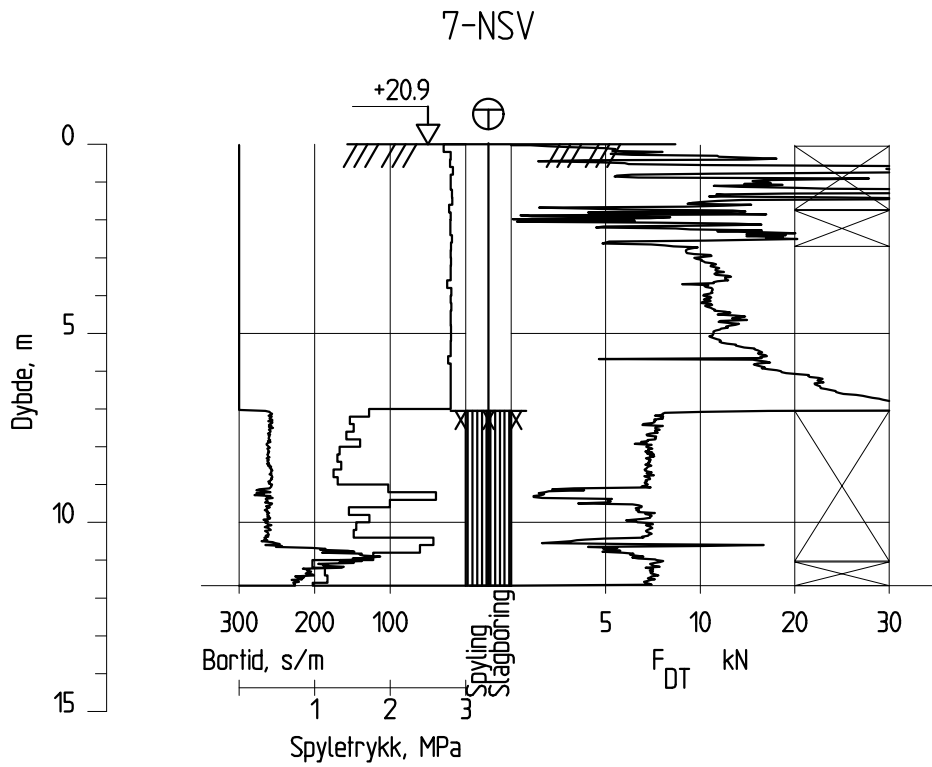 7-NSV
+20.9
0
5
10
15
Dybde, m
300 200 100
Bortid, s/m
1 2 3
Spyletrykk, MPa
Spyling
Slagboring
5 10 20 30
F DT kN